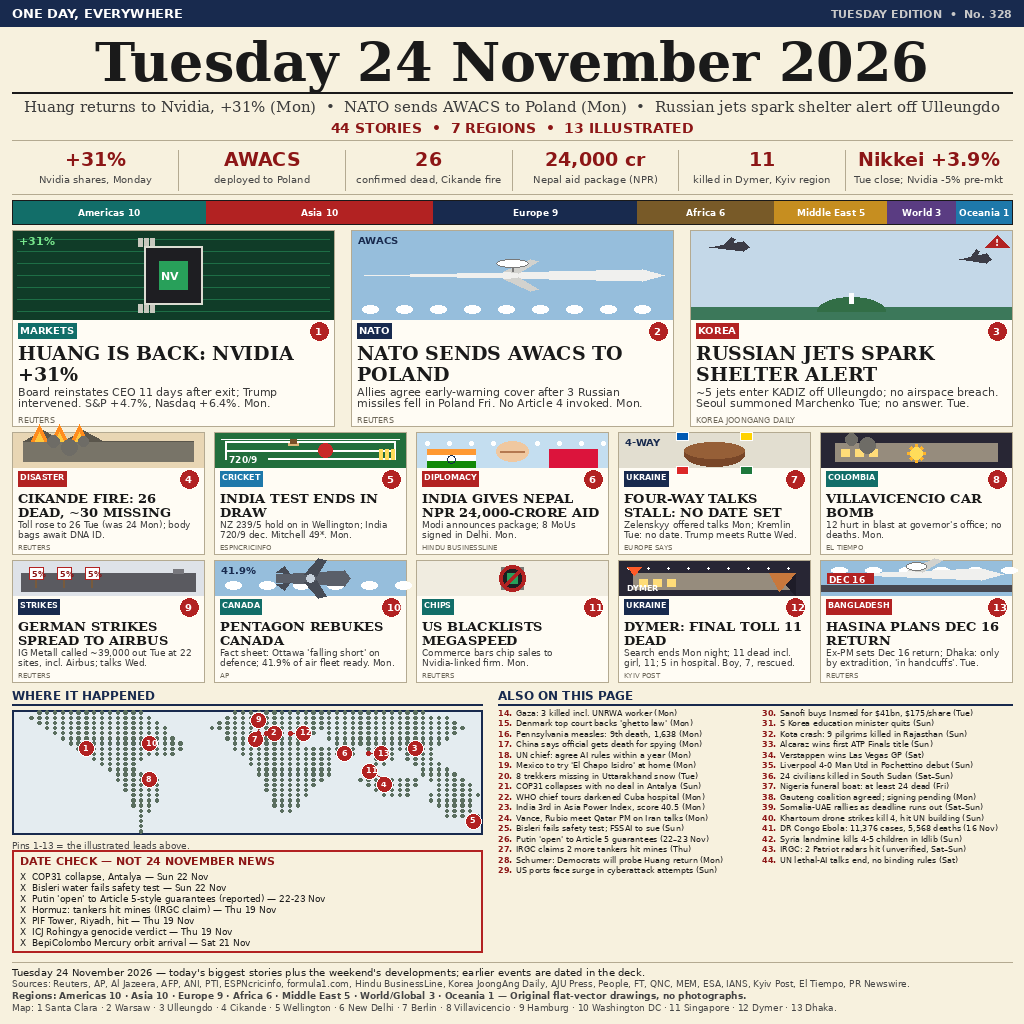 ONE DAY, EVERYWHERE
TUESDAY EDITION • No. 328
Tuesday 24 November 2026
Huang returns to Nvidia, +31% (Mon) • NATO sends AWACS to Poland (Mon) • Russian jets spark shelter alert off Ulleungdo
44 STORIES • 7 REGIONS • 13 ILLUSTRATED
+31%
Nvidia shares, Monday
AWACS
deployed to Poland
26
confirmed dead, Cikande fire
24,000 cr
Nepal aid package (NPR)
11
killed in Dymer, Kyiv region
Nikkei +3.9%
Tue close; Nvidia -5% pre-mkt
Americas 10
Asia 10
Europe 9
Africa 6
Middle East 5
World 3
Oceania 1
+31%
NV
MARKETS
1
HUANG IS BACK: NVIDIA
+31%
Board reinstates CEO 11 days after exit; Trump
intervened. S&P +4.7%, Nasdaq +6.4%. Mon.
REUTERS
AWACS
NATO
2
NATO SENDS AWACS TO
POLAND
Allies agree early-warning cover after 3 Russian
missiles fell in Poland Fri. No Article 4 invoked. Mon.
REUTERS
!
KOREA
3
RUSSIAN JETS SPARK
SHELTER ALERT
~5 jets enter KADIZ off Ulleungdo; no airspace breach.
Seoul summoned Marchenko Tue; no answer. Tue.
KOREA JOONGANG DAILY
DISASTER
4
CIKANDE FIRE: 26
DEAD, ~30 MISSING
Toll rose to 26 Tue (was 24 Mon); body
bags await DNA ID.
REUTERS
720/9
CRICKET
5
INDIA TEST ENDS IN
DRAW
NZ 239/5 hold on in Wellington; India
720/9 dec. Mitchell 49*. Mon.
ESPNCRICINFO
DIPLOMACY
6
INDIA GIVES NEPAL
NPR 24,000-CRORE AID
Modi announces package; 8 MoUs
signed in Delhi. Mon.
HINDU BUSINESSLINE
4-WAY
UKRAINE
7
FOUR-WAY TALKS
STALL: NO DATE SET
Zelenskyy offered talks Mon; Kremlin
Tue: no date. Trump meets Rutte Wed.
EUROPE SAYS
COLOMBIA
8
VILLAVICENCIO CAR
BOMB
12 hurt in blast at governor's office; no
deaths. Mon.
EL TIEMPO
5%
5%
5%
STRIKES
9
GERMAN STRIKES
SPREAD TO AIRBUS
IG Metall called ~39,000 out Tue at 22
sites, incl. Airbus; talks Wed.
REUTERS
41.9%
CANADA
10
PENTAGON REBUKES
CANADA
Fact sheet: Ottawa 'falling short' on
defence; 41.9% of air fleet ready. Mon.
AP
CHIPS
11
US BLACKLISTS
MEGASPEED
Commerce bars chip sales to
Nvidia-linked firm. Mon.
REUTERS
DYMER
UKRAINE
12
DYMER: FINAL TOLL 11
DEAD
Search ends Mon night; 11 dead incl.
girl, 11; 5 in hospital. Boy, 7, rescued.
KYIV POST
DEC 16
BANGLADESH
13
HASINA PLANS DEC 16
RETURN
Ex-PM sets Dec 16 return; Dhaka: only
by extradition, 'in handcuffs'. Tue.
REUTERS
WHERE IT HAPPENED
1
10
9
2
12
7
6
13
3
8
11
4
5
Pins 1-13 = the illustrated leads above.
DATE CHECK — NOT 24 NOVEMBER NEWS
X COP31 collapse, Antalya — Sun 22 Nov
X Bisleri water fails safety test — Sun 22 Nov
X Putin 'open' to Article 5-style guarantees (reported) — 22-23 Nov
X Hormuz: tankers hit mines (IRGC claim) — Thu 19 Nov
X PIF Tower, Riyadh, hit — Thu 19 Nov
X ICJ Rohingya genocide verdict — Thu 19 Nov
X BepiColombo Mercury orbit arrival — Sat 21 Nov
ALSO ON THIS PAGE
14. Gaza: 3 killed incl. UNRWA worker (Mon)
15. Denmark top court backs 'ghetto law' (Mon)
16. Pennsylvania measles: 9th death, 1,638 (Mon)
17. China says official gets death for spying (Mon)
18. UN chief: agree AI rules within a year (Mon)
19. Mexico to try 'El Chapo Isidro' at home (Mon)
20. 8 trekkers missing in Uttarakhand snow (Tue)
21. COP31 collapses with no deal in Antalya (Sun)
22. WHO chief tours darkened Cuba hospital (Mon)
23. India 3rd in Asia Power Index, score 40.5 (Mon)
24. Vance, Rubio meet Qatar PM on Iran talks (Mon)
25. Bisleri fails safety test; FSSAI to sue (Sun)
26. Putin 'open' to Article 5 guarantees (22–23 Nov)
27. IRGC claims 2 more tankers hit mines (Thu)
28. Schumer: Democrats will probe Huang return (Mon)
29. US ports face surge in cyberattack attempts (Sun)
30. Sanofi buys Insmed for $41bn, $175/share (Tue)
31. S Korea education minister quits (Sun)
32. Kota crash: 9 pilgrims killed in Rajasthan (Sun)
33. Alcaraz wins first ATP Finals title (Sun)
34. Verstappen wins Las Vegas GP (Sat)
35. Liverpool 4-0 Man Utd in Pochettino debut (Sun)
36. 24 civilians killed in South Sudan (Sat–Sun)
37. Nigeria funeral boat: at least 24 dead (Fri)
38. Gauteng coalition agreed; signing pending (Mon)
39. Somalia-UAE rallies as deadline runs out (Sat–Sun)
40. Khartoum drone strikes kill 4, hit UN building (Sun)
41. DR Congo Ebola: 11,376 cases, 5,568 deaths (16 Nov)
42. Syria landmine kills 4-5 children in Idlib (Sun)
43. IRGC: 2 Patriot radars hit (unverified, Sat–Sun)
44. UN lethal-AI talks end, no binding rules (Sat)
Tuesday 24 November 2026 — today's biggest stories plus the weekend's developments; earlier events are dated in the deck.
Sources: Reuters, AP, Al Jazeera, AFP, ANI, PTI, ESPNcricinfo, formula1.com, Hindu BusinessLine, Korea JoongAng Daily, AJU Press, People, FT, QNC, MEM, ESA, IANS, Kyiv Post, El Tiempo, PR Newswire.
Regions: Americas 10 · Asia 10 · Europe 9 · Africa 6 · Middle East 5 · World/Global 3 · Oceania 1 — Original flat-vector drawings, no photographs.
Map: 1 Santa Clara · 2 Warsaw · 3 Ulleungdo · 4 Cikande · 5 Wellington · 6 New Delhi · 7 Berlin · 8 Villavicencio · 9 Hamburg · 10 Washington DC · 11 Singapore · 12 Dymer · 13 Dhaka.